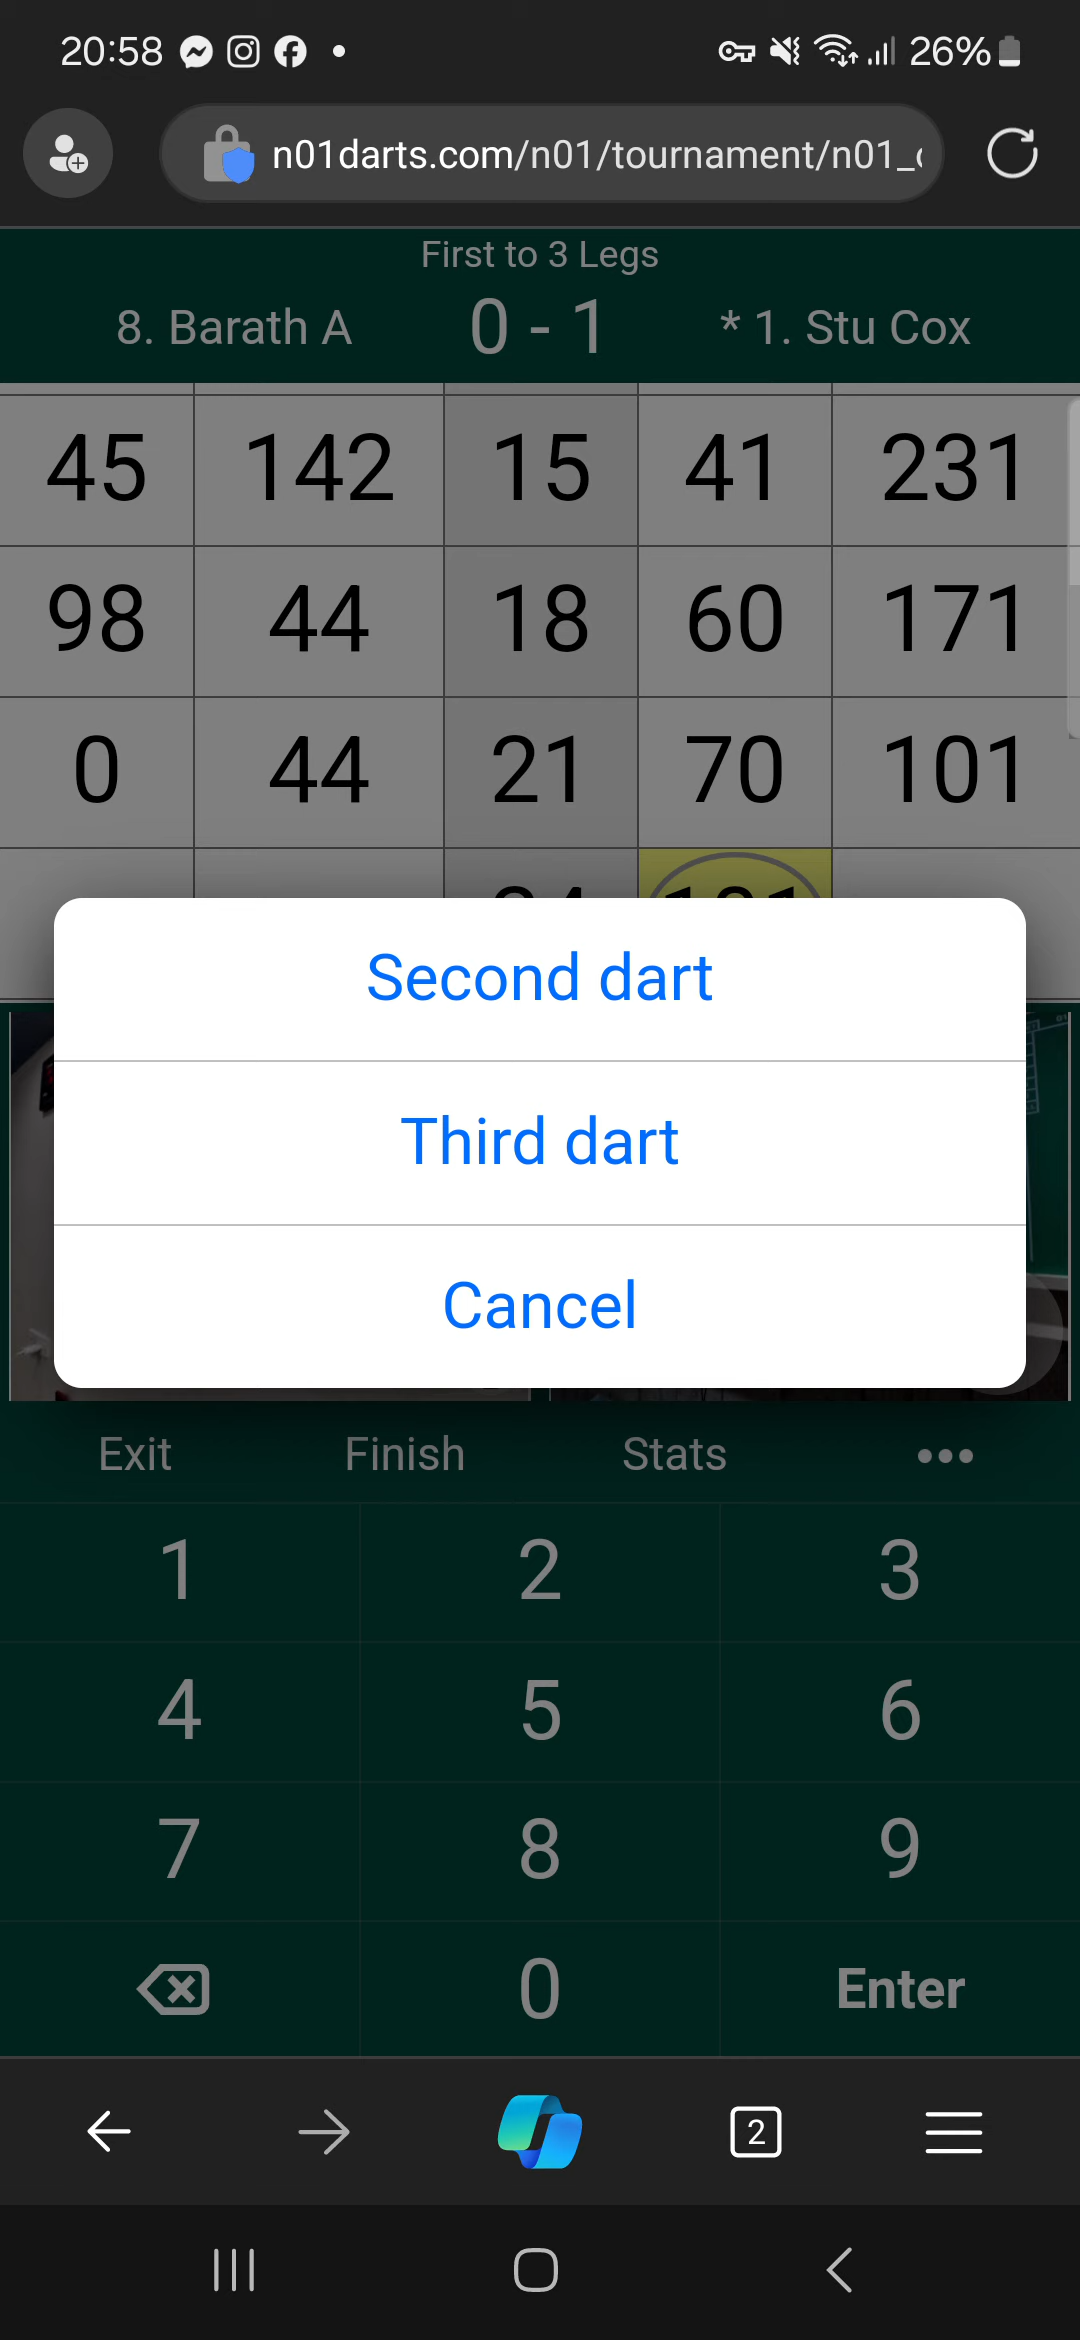 20:58 26%
n01darts.com/n01/tournament/n01_
First to 3 Legs
8. Barath A 0 - 1 * 1. Stu Cox
45 142 15 41 231
98 44 18 60 171
0 44 21 70 101
24 101
Second dart
Third dart
Cancel
Exit Finish Stats •••
1 2 3
4 5 6
7 8 9
0 Enter
2